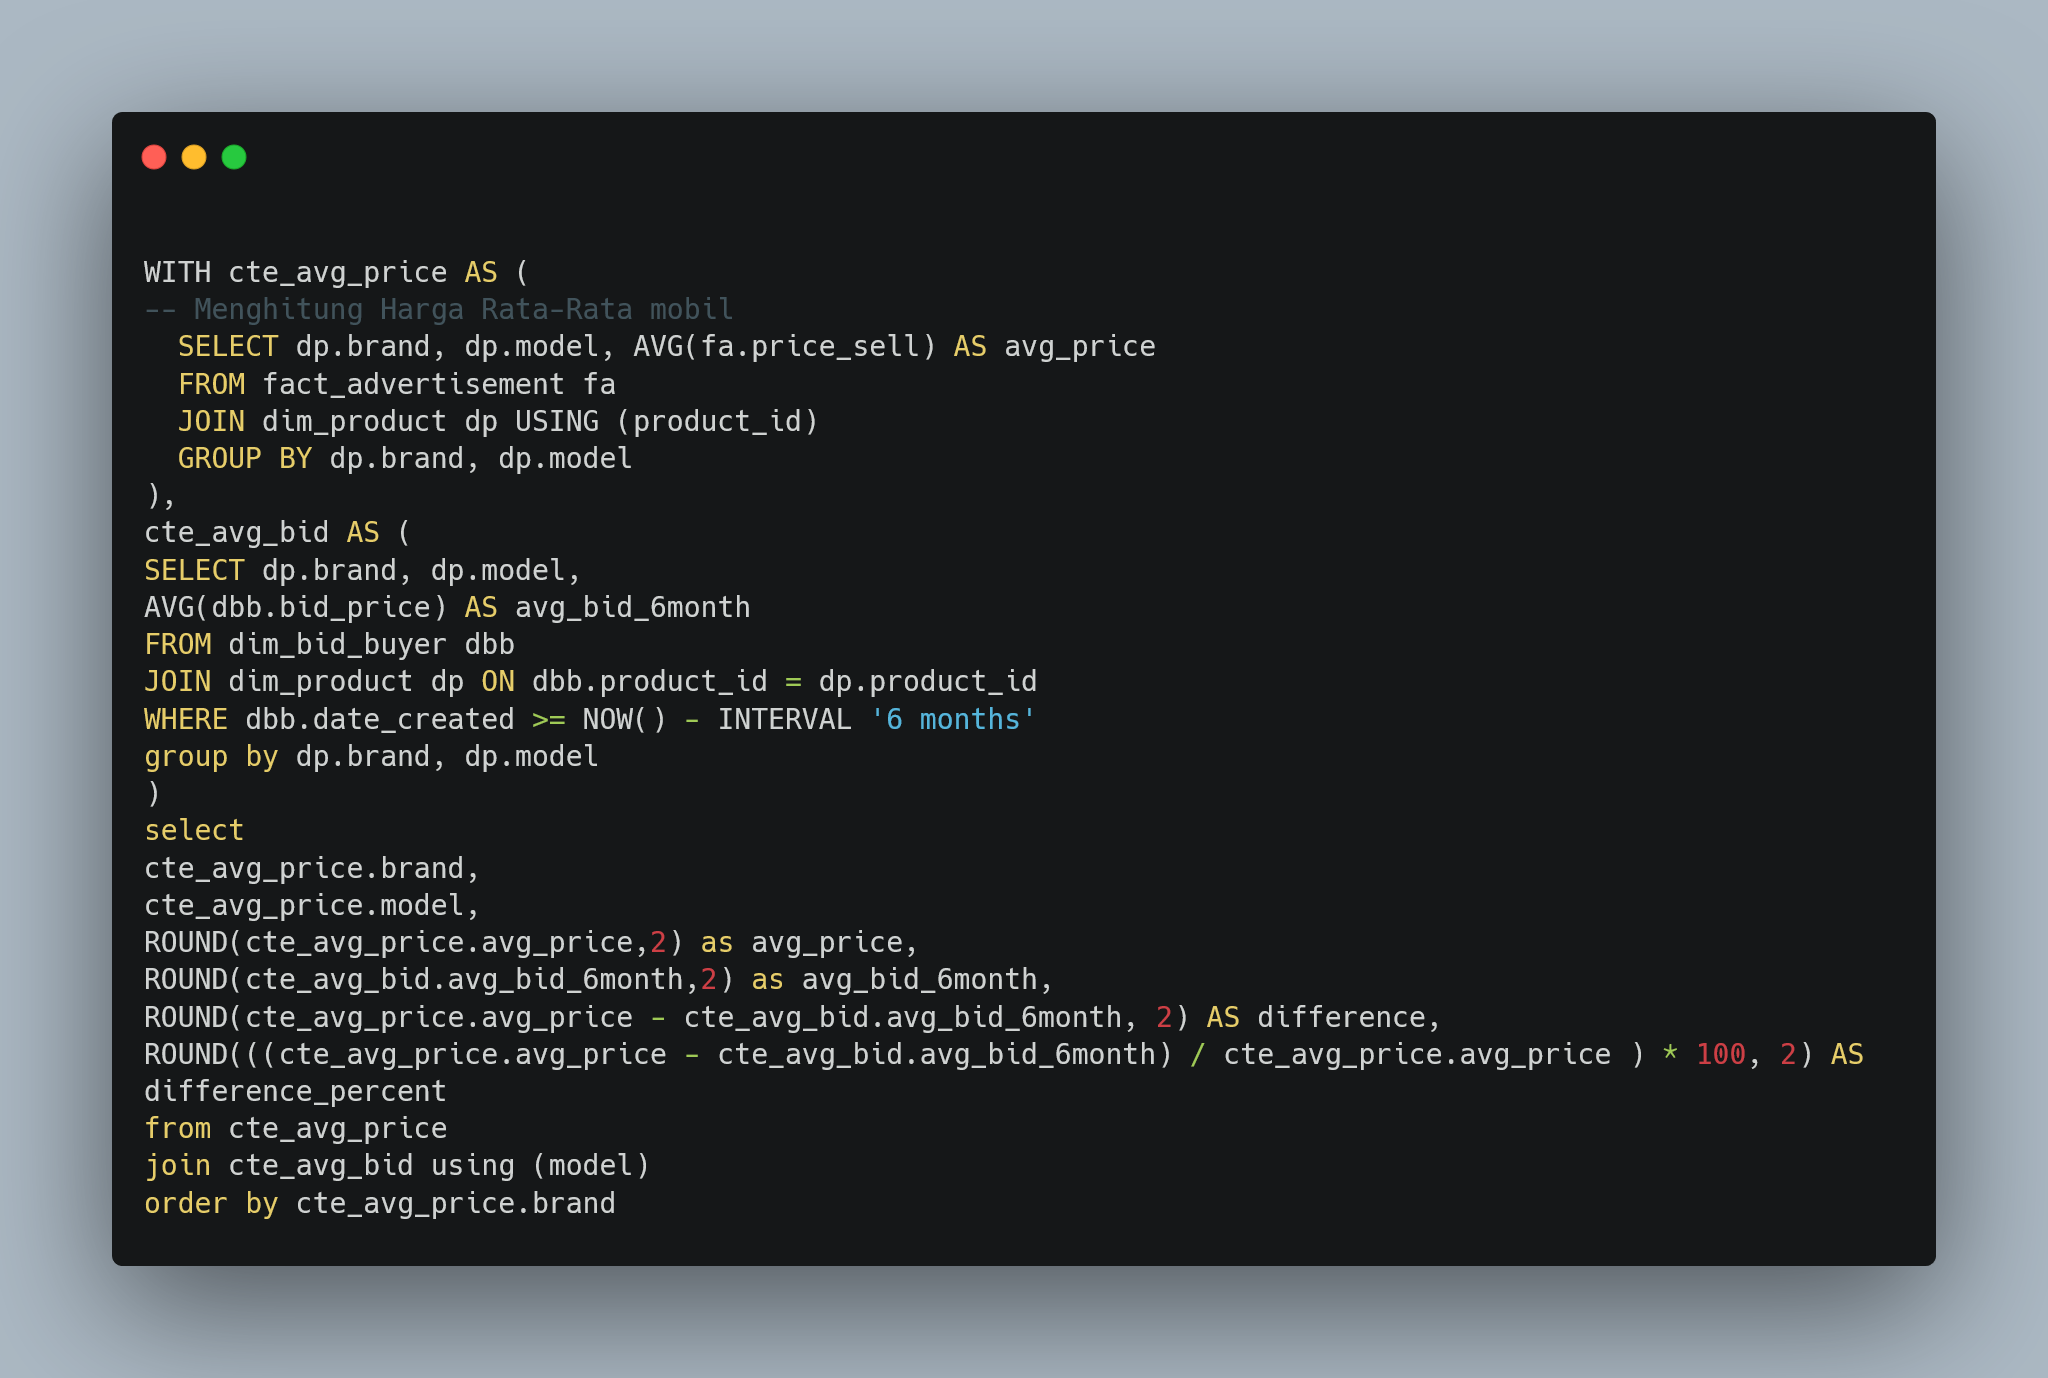 WITH cte_avg_price AS (
-- Menghitung Harga Rata-Rata mobil
  SELECT dp.brand, dp.model, AVG(fa.price_sell) AS avg_price
  FROM fact_advertisement fa
  JOIN dim_product dp USING (product_id)
  GROUP BY dp.brand, dp.model
),
cte_avg_bid AS (
SELECT dp.brand, dp.model,
AVG(dbb.bid_price) AS avg_bid_6month
FROM dim_bid_buyer dbb
JOIN dim_product dp ON dbb.product_id = dp.product_id
WHERE dbb.date_created >= NOW() - INTERVAL '6 months'
group by dp.brand, dp.model
)
select
cte_avg_price.brand,
cte_avg_price.model,
ROUND(cte_avg_price.avg_price,2) as avg_price,
ROUND(cte_avg_bid.avg_bid_6month,2) as avg_bid_6month,
ROUND(cte_avg_price.avg_price - cte_avg_bid.avg_bid_6month, 2) AS difference,
ROUND(((cte_avg_price.avg_price - cte_avg_bid.avg_bid_6month) / cte_avg_price.avg_price ) * 100, 2) AS
difference_percent
from cte_avg_price
join cte_avg_bid using (model)
order by cte_avg_price.brand